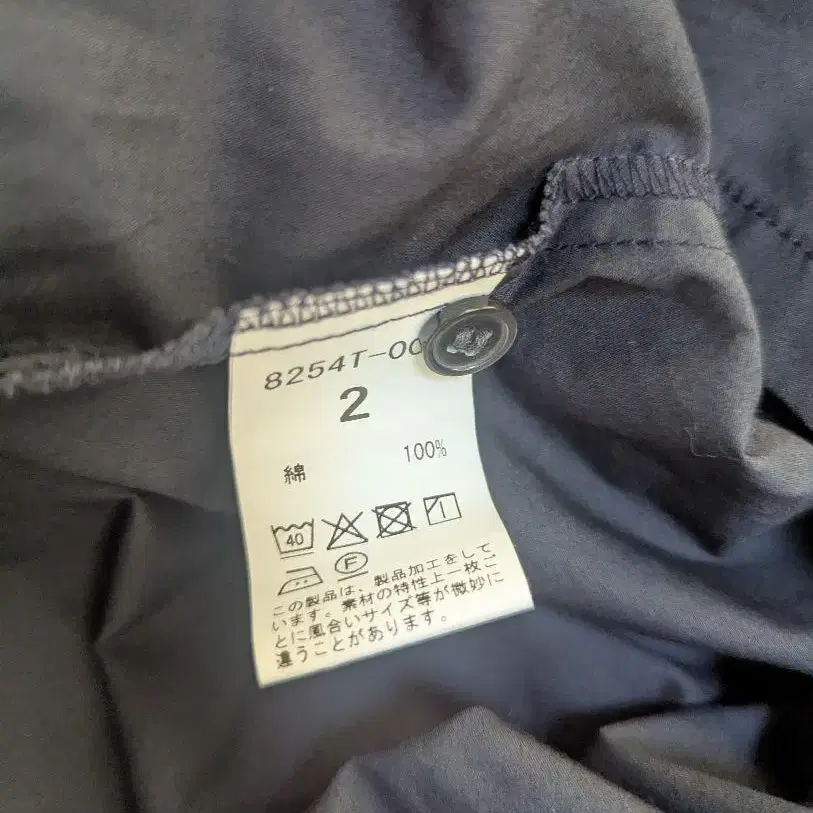 8254T-00
2
綿 100%
40
F
この製品は、製品加工をして
います。素材の特性上一枚ご
とに風合いサイズ等が微妙に
違うことがあります。